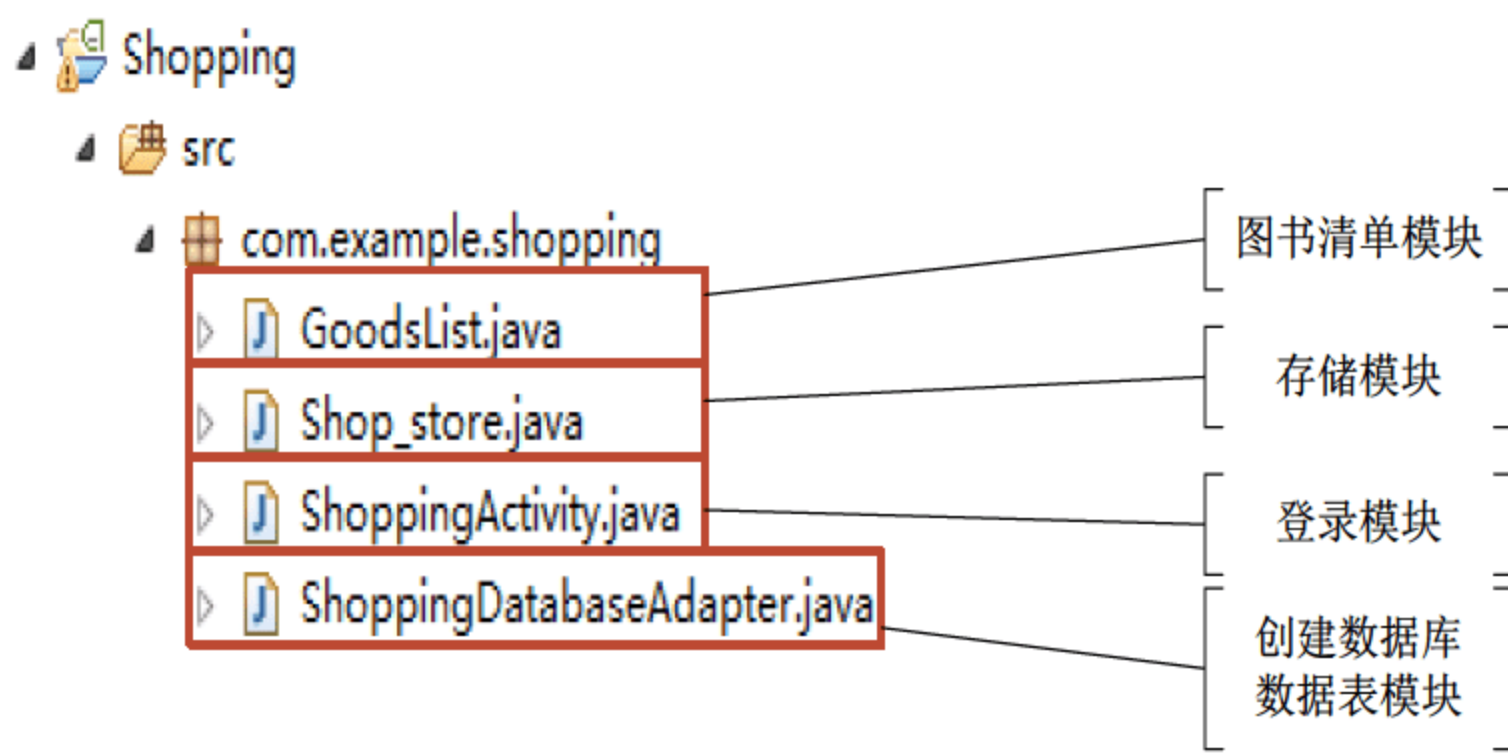 Shopping
src
com.example.shopping
GoodsList.java
Shop_store.java
ShoppingActivity.java
ShoppingDatabaseAdapter.java
图书清单模块
存储模块
登录模块
创建数据库
数据表模块